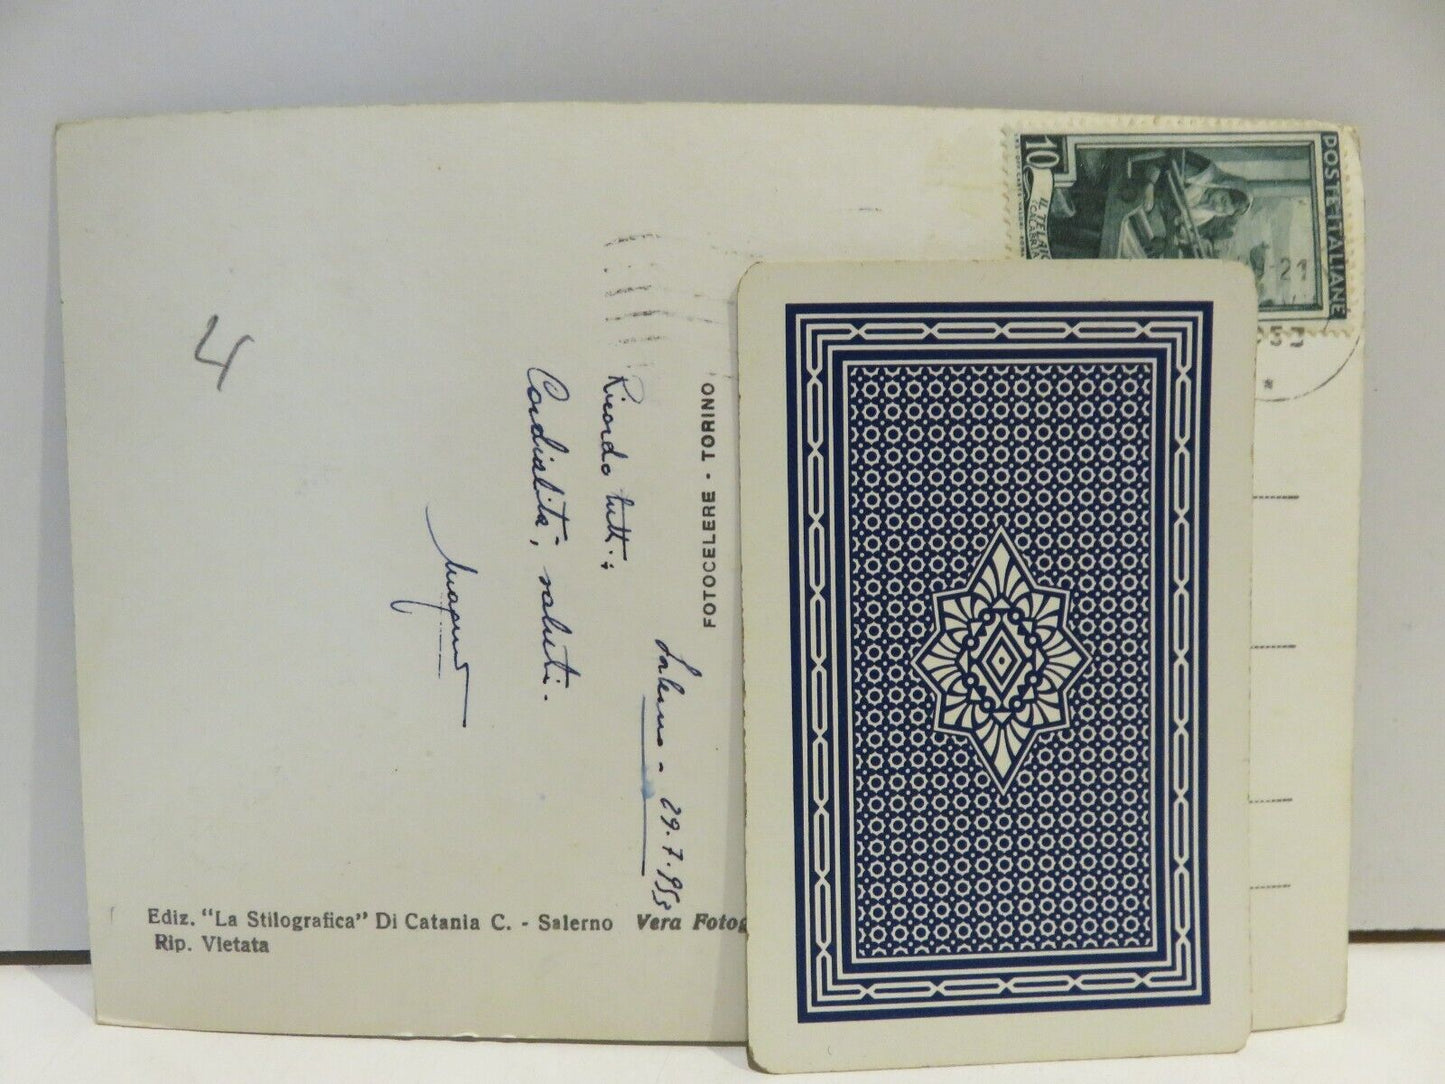 POSTE ITALIANE
10
IL TELAIO
21
4
Salerno - 29.7.953
Ricordo tutti;
Cordialità, saluti.
FOTOCELERE - TORINO
Ediz. "La Stilografica" Di Catania C. - Salerno Vera Fotog
Rip. Vietata